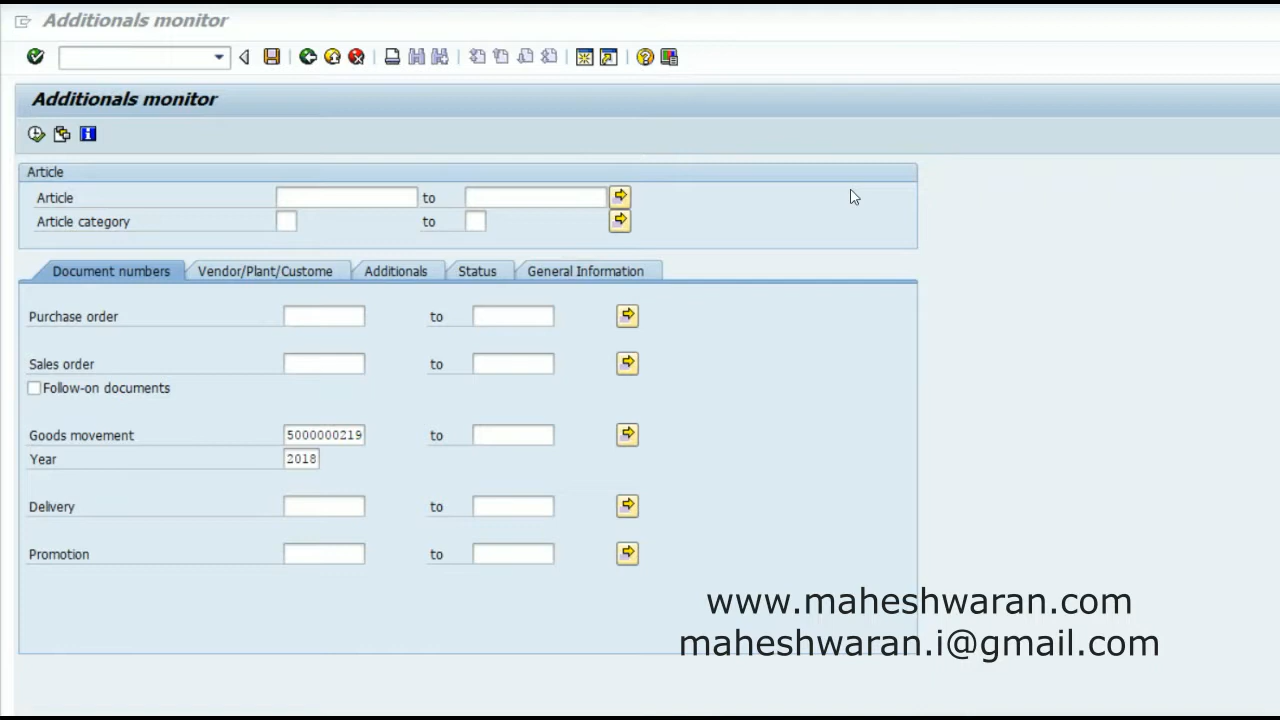 Additionals monitor
Additionals monitor
Article
Article to
Article category to
Document numbers Vendor/Plant/Custome Additionals Status General Information
Purchase order to
Sales order to
Follow-on documents
Goods movement 5000000219 to
Year 2018
Delivery to
Promotion to
www.maheshwaran.com
maheshwaran.i@gmail.com